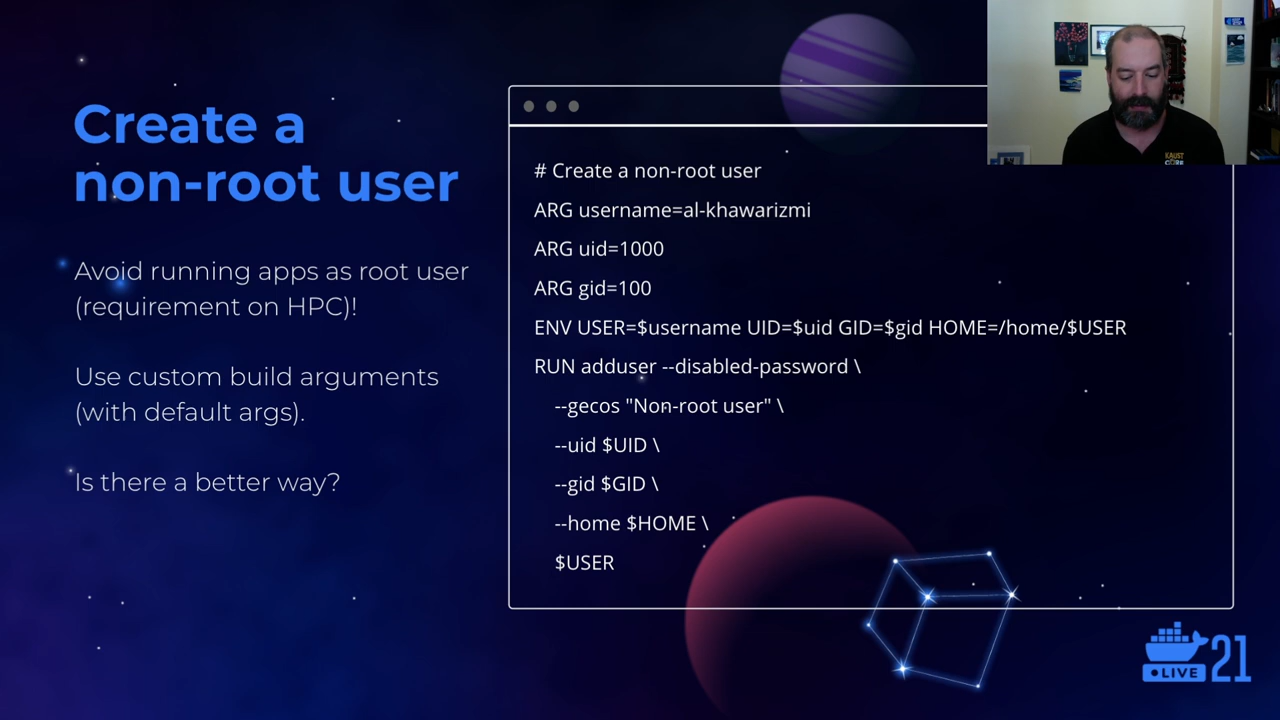 Create a
non-root user
Avoid running apps as root user
(requirement on HPC)!
Use custom build arguments
(with default args).
Is there a better way?
# Create a non-root user
ARG username=al-khawarizmi
ARG uid=1000
ARG gid=100
ENV USER=$username UID=$uid GID=$gid HOME=/home/$USER
RUN adduser --disabled-password \
--gecos "Non-root user" \
--uid $UID \
--gid $GID \
--home $HOME \
$USER
KAUST
CORE
LIVE 21